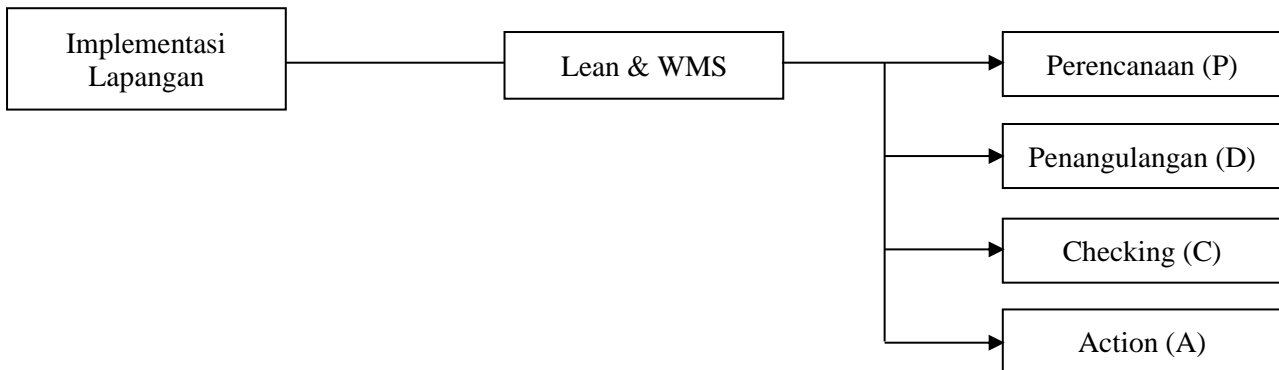 Implementasi
Lapangan
Lean & WMS
Perencanaan (P)
Penangulangan (D)
Checking (C)
Action (A)